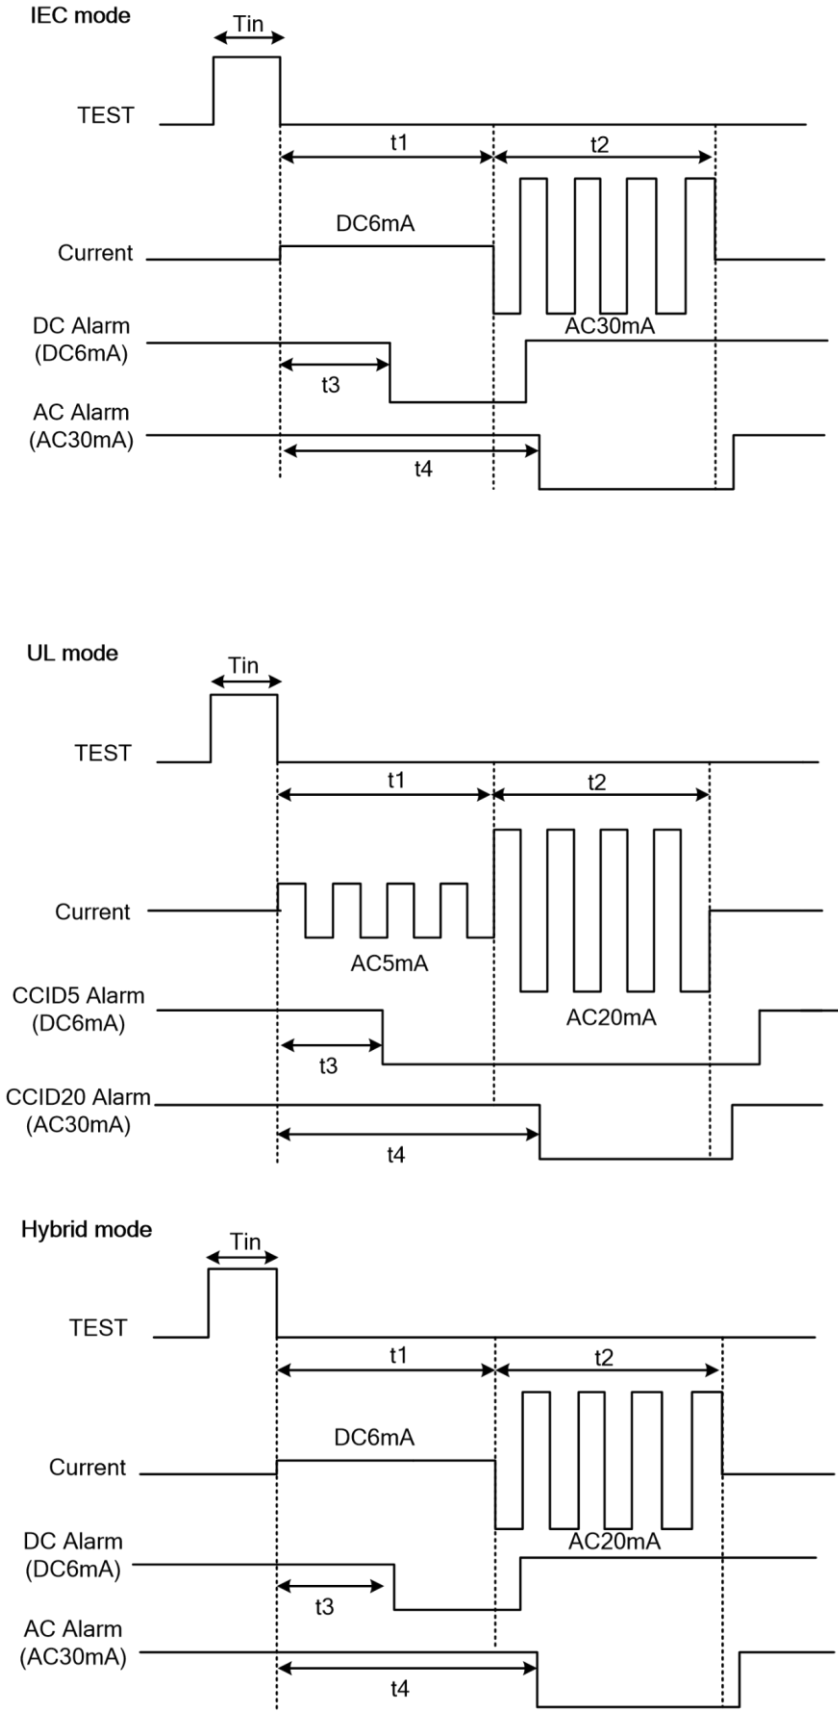 IEC mode
Tin
TEST
t1
t2
DC6mA
Current
AC30mA
DC Alarm
(DC6mA)
t3
AC Alarm
(AC30mA)
t4
UL mode
Tin
TEST
t1
t2
Current
AC5mA
CCID5 Alarm
(DC6mA)
AC20mA
t3
CCID20 Alarm
(AC30mA)
t4
Hybrid mode
Tin
TEST
t1
t2
DC6mA
Current
DC Alarm
(DC6mA)
AC20mA
t3
AC Alarm
(AC30mA)
t4